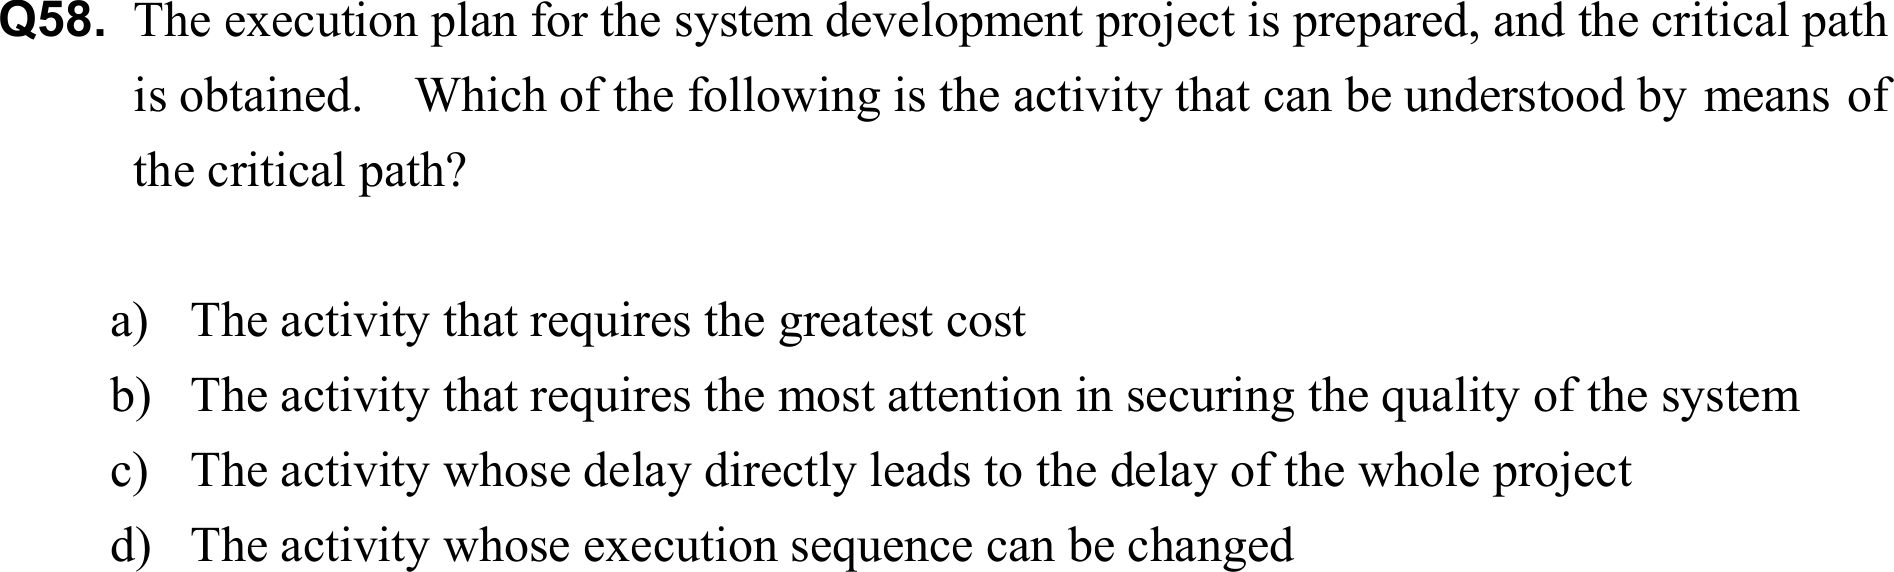 Q58. The execution plan for the system development project is prepared, and the critical path
is obtained. Which of the following is the activity that can be understood by means of
the critical path?
a) The activity that requires the greatest cost
b) The activity that requires the most attention in securing the quality of the system
c) The activity whose delay directly leads to the delay of the whole project
d) The activity whose execution sequence can be changed